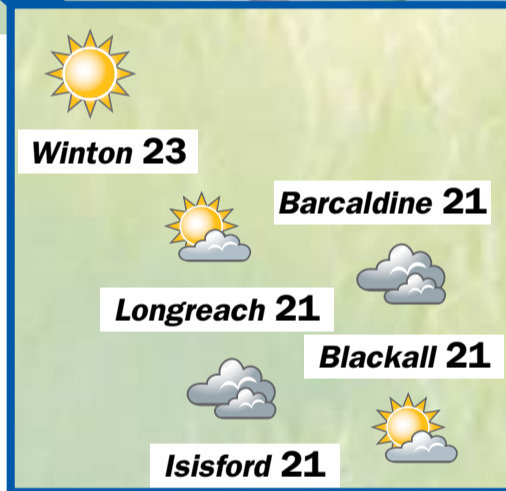 Winton 23
Barcaldine 21
Longreach 21
Blackall 21
Isisford 21